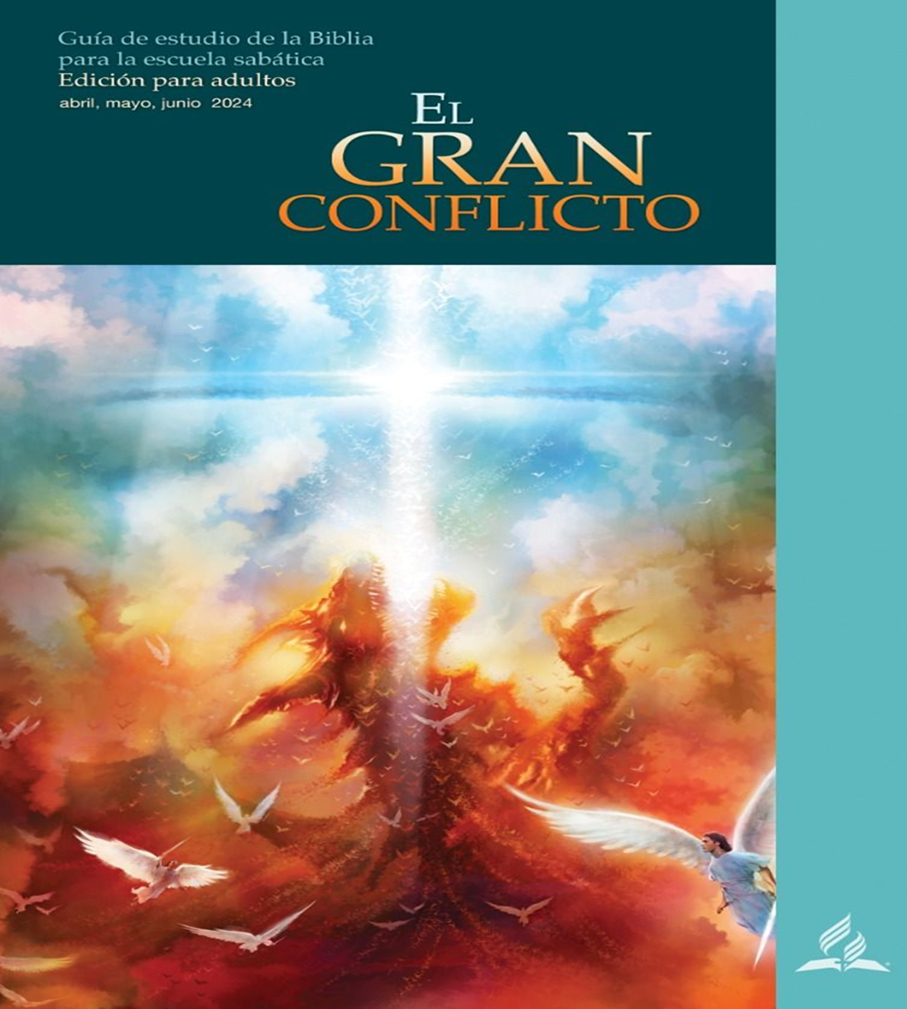 Guía de estudio de la Biblia
para la escuela sabática
Edición para adultos
abril, mayo, junio 2024
EL
GRAN
CONFLICTO